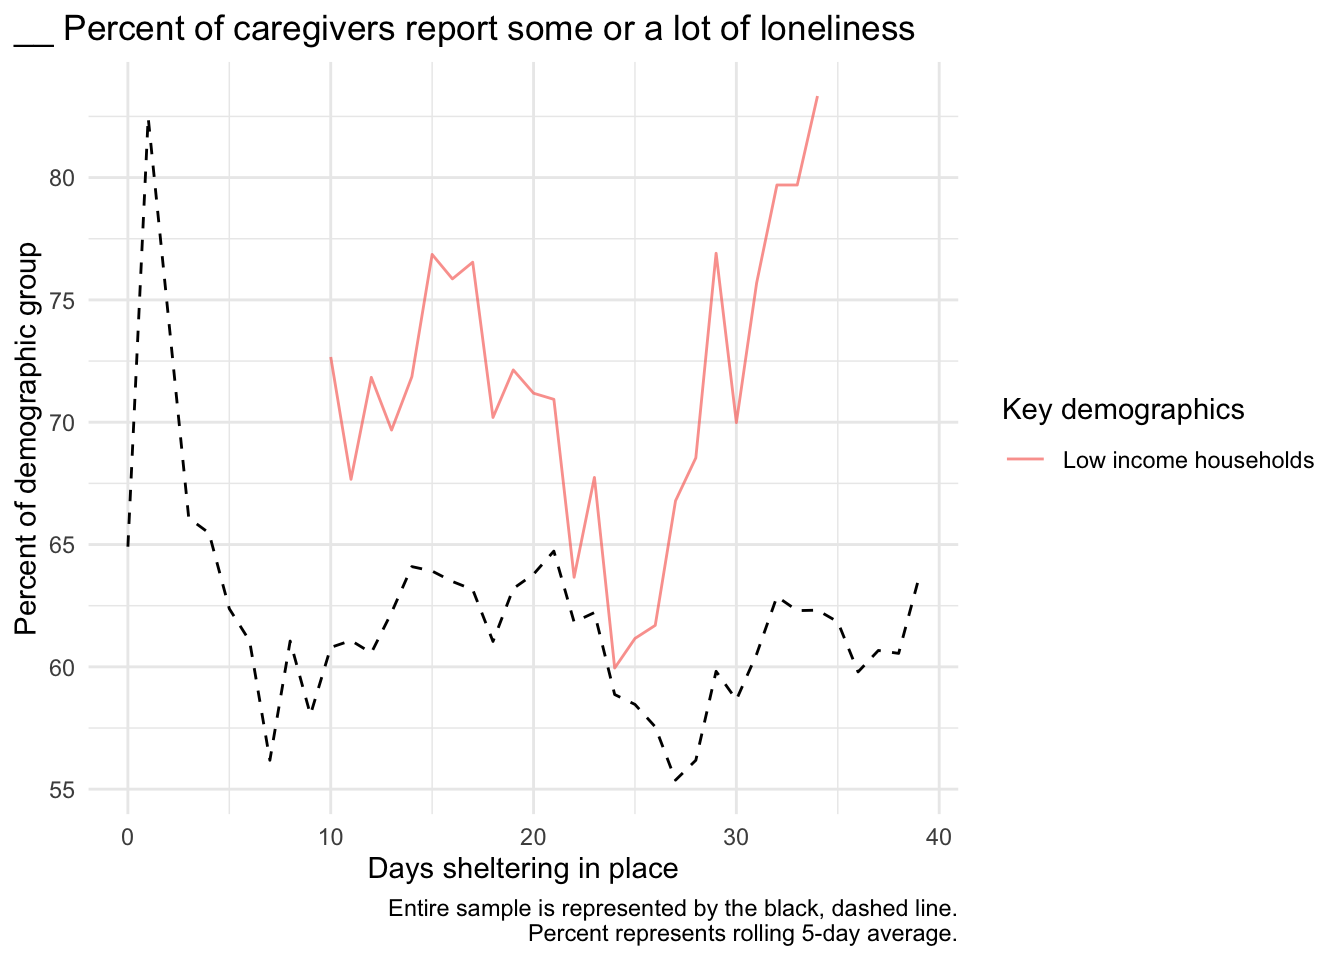 __ Percent of caregivers report some or a lot of loneliness
Percent of demographic group
80
75
70
65
60
55
0 10 20 30 40
Days sheltering in place
Key demographics
Low income households
Entire sample is represented by the black, dashed line.
Percent represents rolling 5-day average.